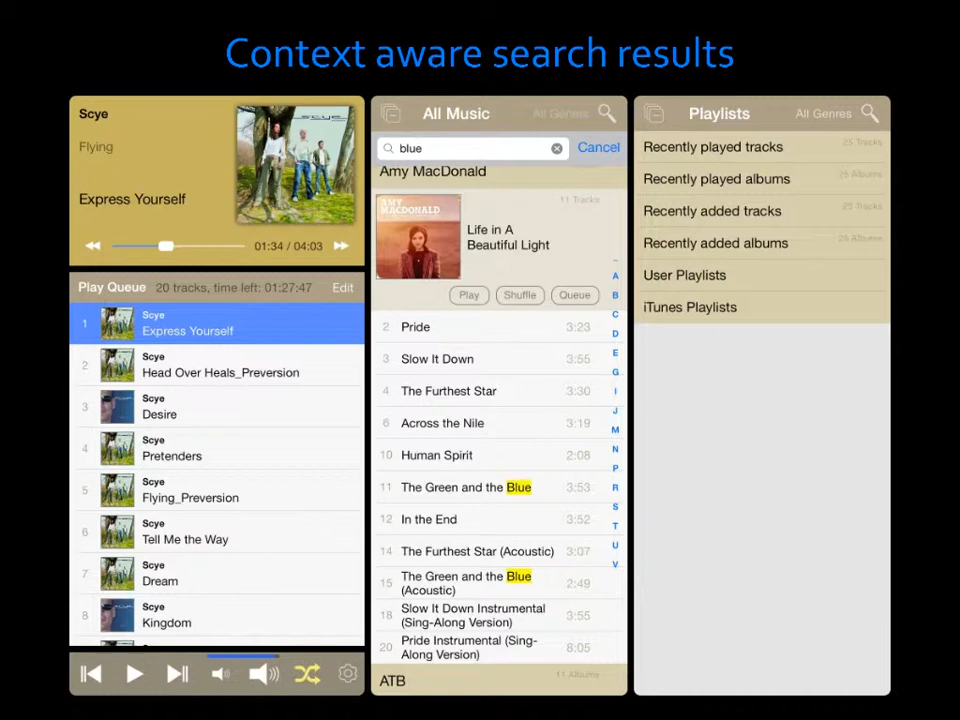 Context aware search results
Scye
Flying
Express Yourself
01:34 / 04:03
Play Queue 20 tracks, time left: 01:27:47 Edit
1 Scye
Express Yourself
2 Scye
Head Over Heals_Preversion
3 Scye
Desire
4 Scye
Pretenders
5 Scye
Flying_Preversion
6 Scye
Tell Me the Way
7 Scye
Dream
8 Scye
Kingdom
All Music All Genres
blue Cancel
Amy MacDonald
11 Tracks
AMY
MACDONALD
Life in A
Beautiful Light
Play Shuffle Queue
2 Pride 3:23
3 Slow It Down 3:55
4 The Furthest Star 3:30
6 Across the Nile 3:19
10 Human Spirit 2:08
11 The Green and the Blue 3:53
12 In the End 3:52
14 The Furthest Star (Acoustic) 3:07
15 The Green and the Blue
(Acoustic) 2:49
18 Slow It Down Instrumental
(Sing-Along Version) 3:55
20 Pride Instrumental (Sing-
Along Version) 8:05
ATB 11 Albums
A
B
C
D
E
G
I
J
M
N
P
R
S
T
U
V
Playlists All Genres
Recently played tracks 25 Tracks
Recently played albums 25 Albums
Recently added tracks 25 Tracks
Recently added albums 25 Albums
User Playlists
iTunes Playlists